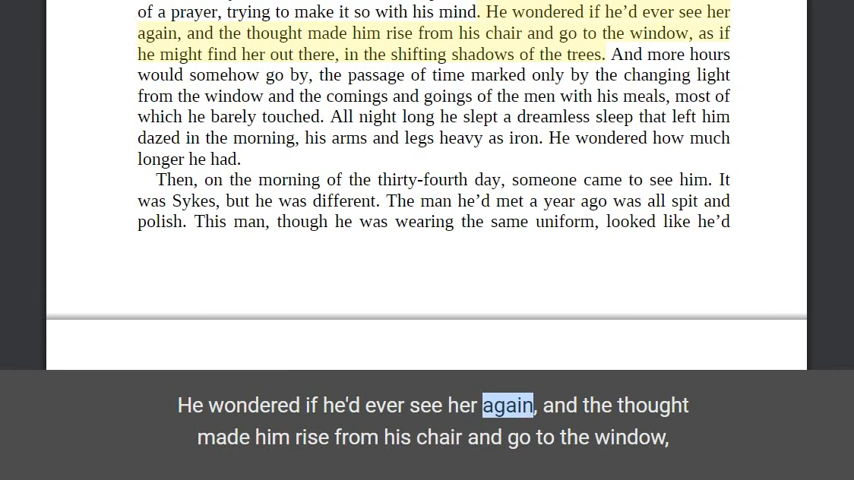 of a prayer, trying to make it so with his mind. He wondered if he’d ever see her
again, and the thought made him rise from his chair and go to the window, as if
he might find her out there, in the shifting shadows of the trees. And more hours
would somehow go by, the passage of time marked only by the changing light
from the window and the comings and goings of the men with his meals, most of
which he barely touched. All night long he slept a dreamless sleep that left him
dazed in the morning, his arms and legs heavy as iron. He wondered how much
longer he had.
Then, on the morning of the thirty-fourth day, someone came to see him. It
was Sykes, but he was different. The man he’d met a year ago was all spit and
polish. This man, though he was wearing the same uniform, looked like he’d
He wondered if he'd ever see her again, and the thought
made him rise from his chair and go to the window,